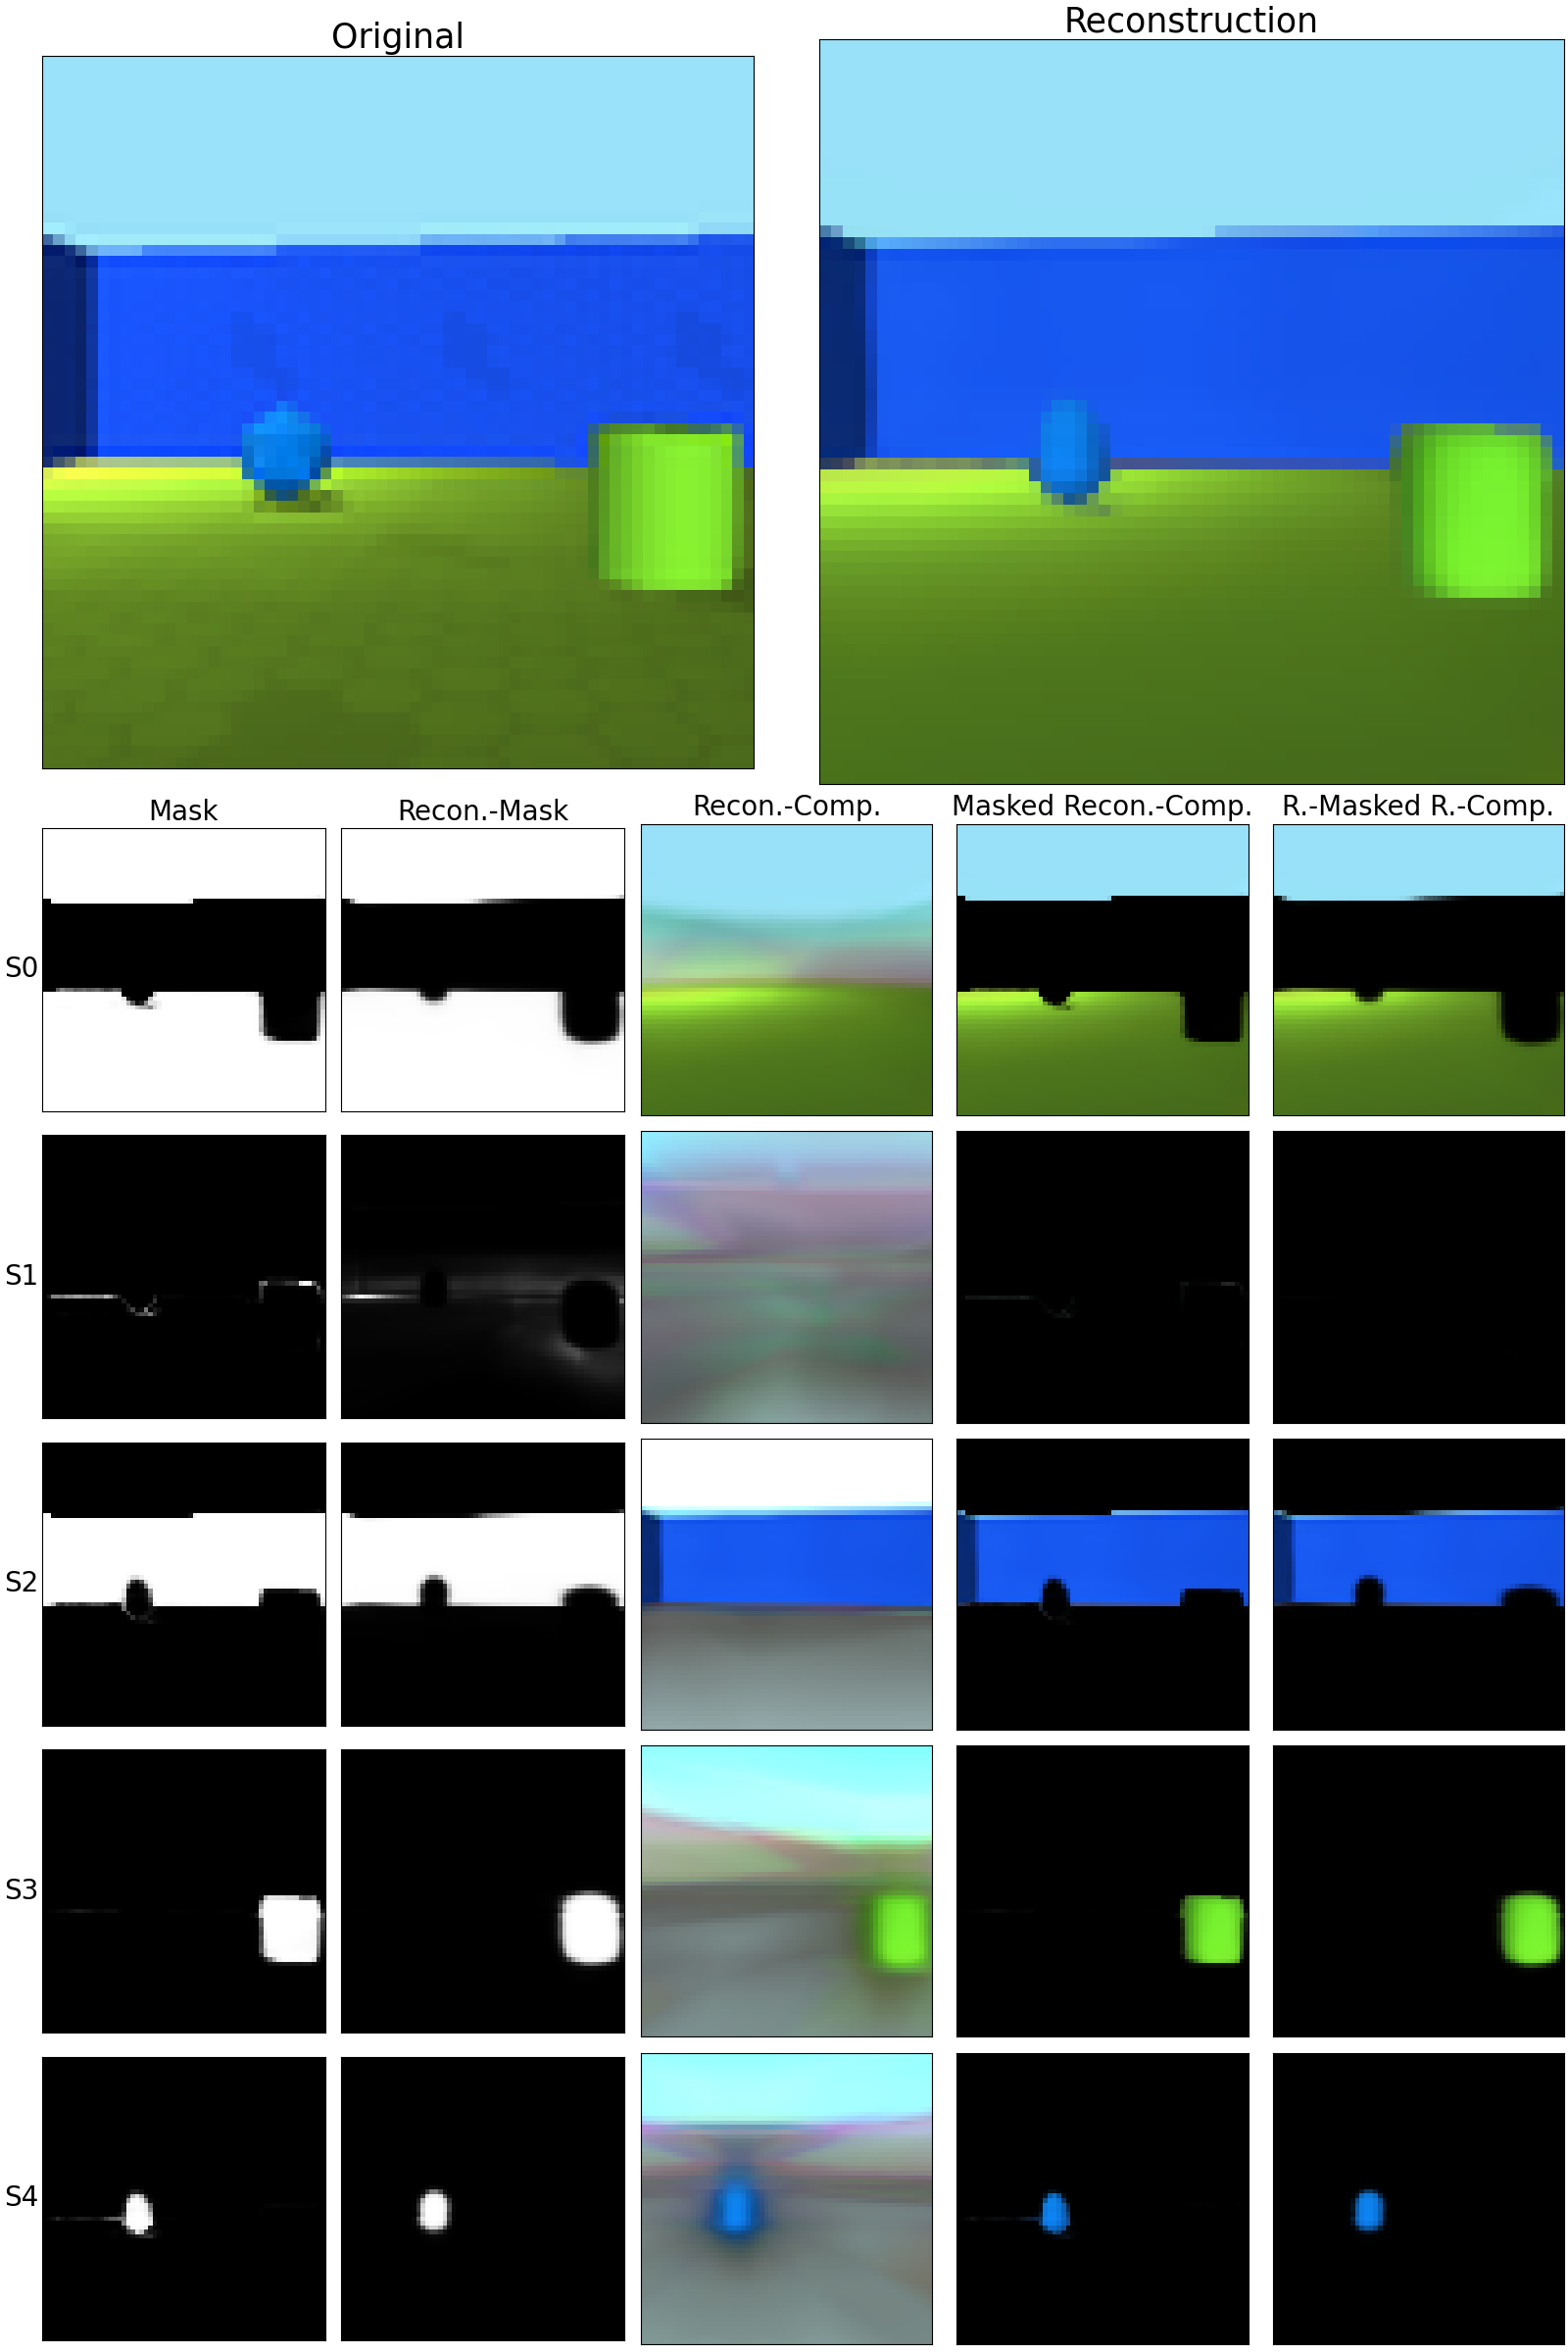 Original
Reconstruction
Mask
Recon.-Mask
Recon.-Comp.
Masked Recon.-Comp.
R.-Masked R.-Comp.
S0
S1
S2
S3
S4